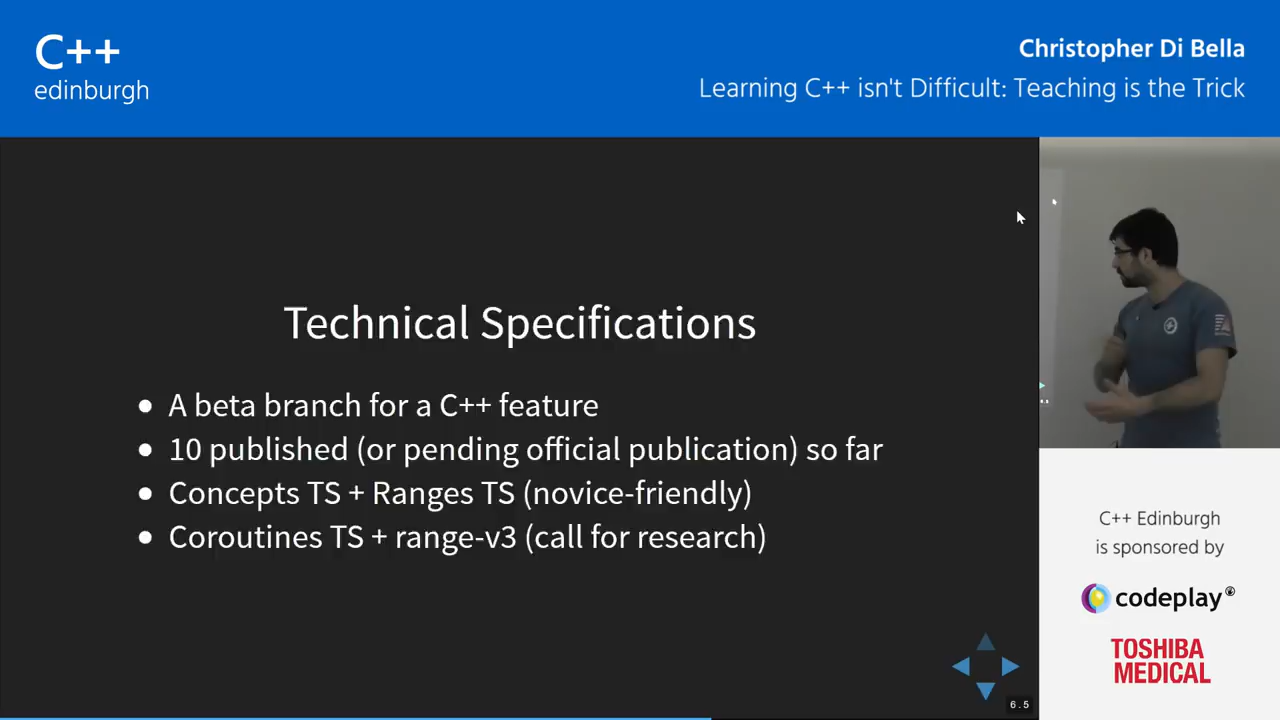 C++
edinburgh
Christopher Di Bella
Learning C++ isn't Difficult: Teaching is the Trick
Technical Specifications
• A beta branch for a C++ feature
• 10 published (or pending official publication) so far
• Concepts TS + Ranges TS (novice-friendly)
• Coroutines TS + range-v3 (call for research)
6.5
C++ Edinburgh
is sponsored by
codeplay®
TOSHIBA
MEDICAL